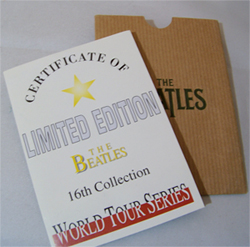 CERTIFICATE OF
LIMITED EDITION
THE
BEATLES
16th Collection
WORLD TOUR SERIES
THE
BEATLES